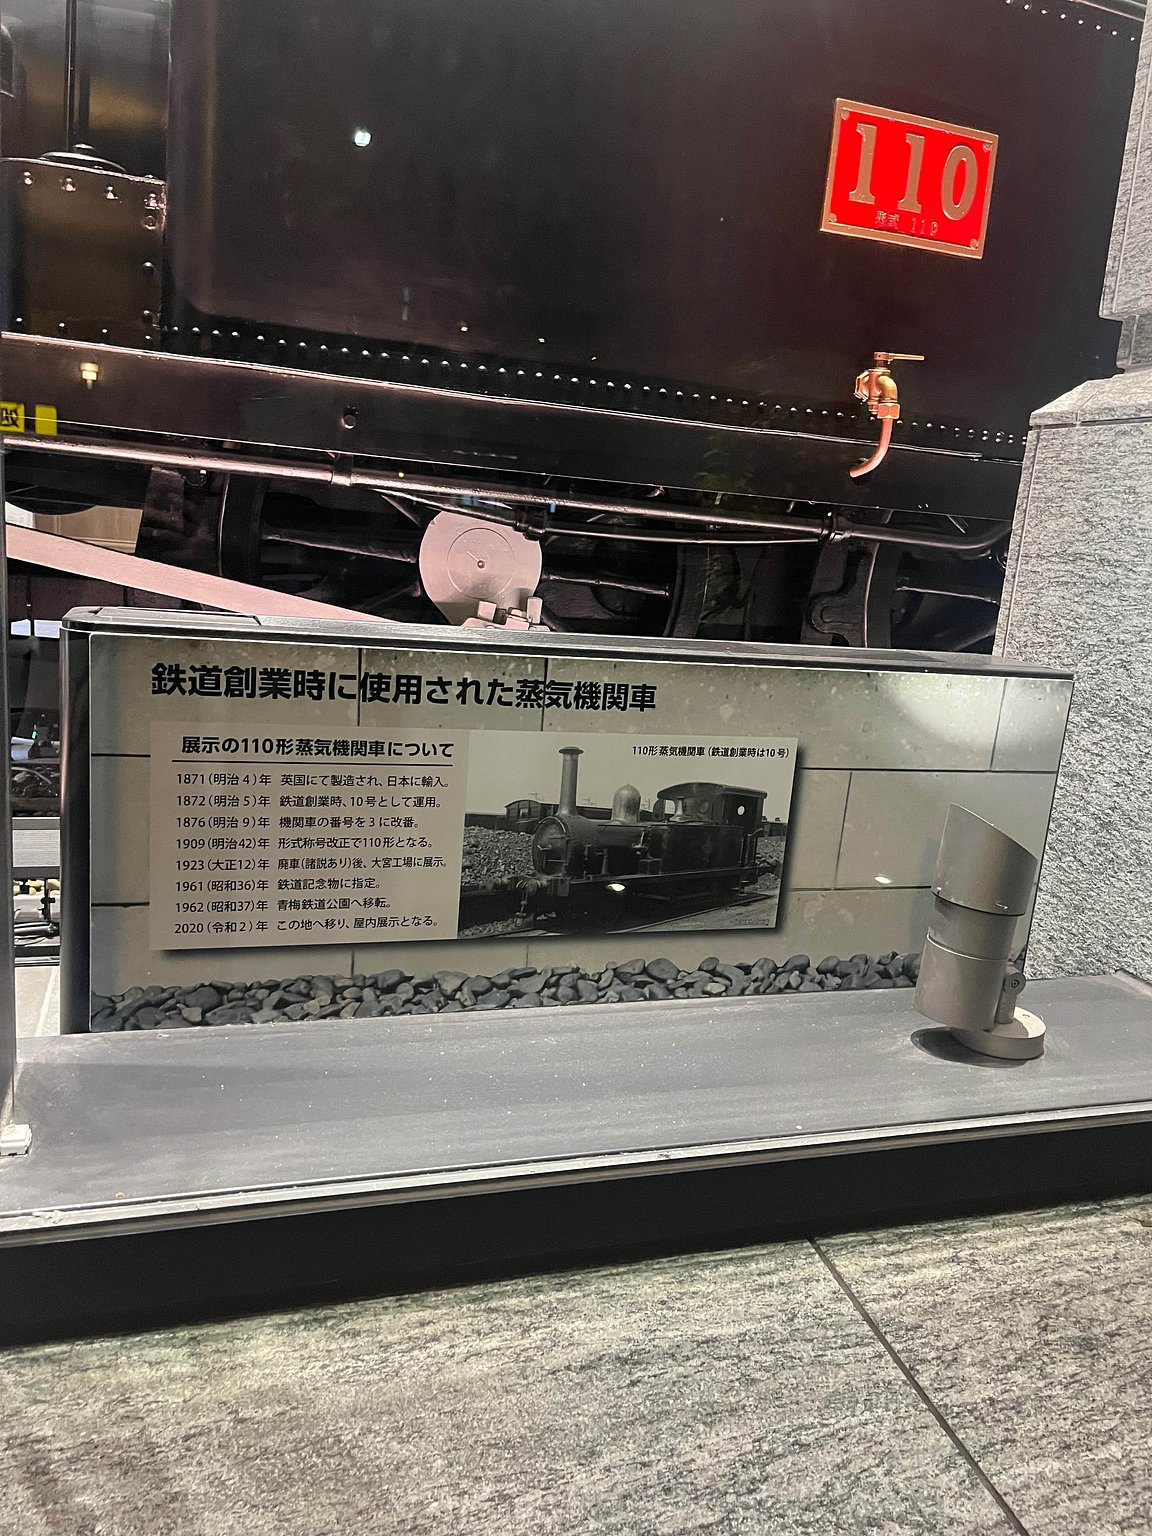 110
形式 110
鉄道創業時に使用された蒸気機関車
展示の110形蒸気機関車について
110形蒸気機関車（鉄道創業時は10号）
1871（明治 4）年 英国にて製造され、日本に輸入。
1872（明治 5）年 鉄道創業時、10号として運用。
1876（明治 9）年 機関車の番号を3に改番。
1909（明治42）年 形式称号改正で110形となる。
1923（大正12）年 廃車（諸説あり）後、大宮工場に展示。
1961（昭和36）年 鉄道記念物に指定。
1962（昭和37）年 青梅鉄道公園へ移転。
2020（令和 2）年 この地へ移り、屋内展示となる。